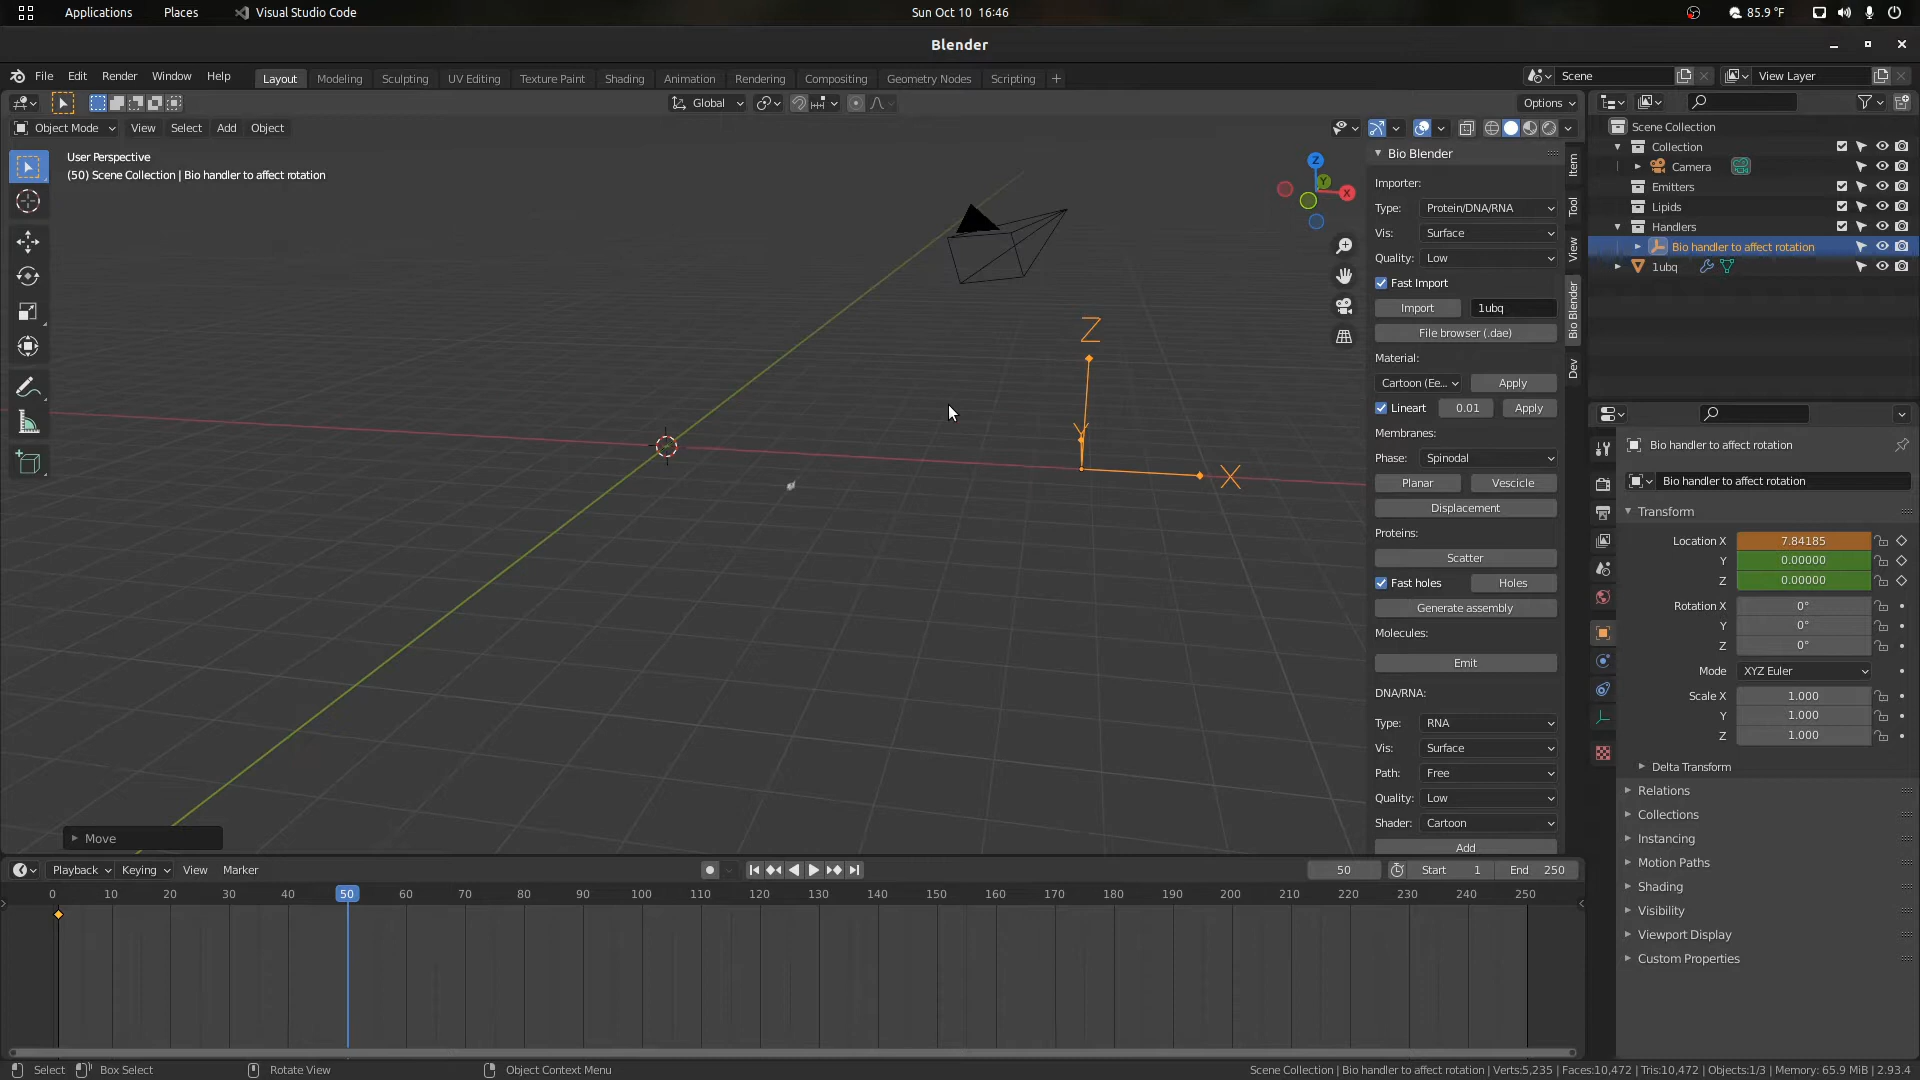 Applications Places Visual Studio Code Sun Oct 10 16:46 85.9 °F
Blender
File Edit Render Window Help Layout Modeling Sculpting UV Editing Texture Paint Shading Animation Rendering Compositing Geometry Nodes Scripting + Scene View Layer
Global Options
Object Mode View Select Add Object
User Perspective
(50) Scene Collection | Bio handler to affect rotation
Z
Y
X
Z
Y
X
Bio Blender
Importer:
Type: Protein/DNA/RNA
Vis: Surface
Quality: Low
Fast Import
Import 1ubq
File browser (.dae)
Material:
Cartoon (Ee... Apply
Lineart 0.01 Apply
Membranes:
Phase: Spinodal
Planar Vescicle
Displacement
Proteins:
Scatter
Fast holes Holes
Generate assembly
Molecules:
Emit
DNA/RNA:
Type: RNA
Vis: Surface
Path: Free
Quality: Low
Shader: Cartoon
Add
Item
Tool
View
Bio Blender
Dev
Scene Collection
Collection
Camera
Emitters
Lipids
Handlers
Bio handler to affect rotation
1ubq
Bio handler to affect rotation
Bio handler to affect rotation
Transform
Location X 7.84185
Y 0.00000
Z 0.00000
Rotation X 0°
Y 0°
Z 0°
Mode XYZ Euler
Scale X 1.000
Y 1.000
Z 1.000
Delta Transform
Relations
Collections
Instancing
Motion Paths
Shading
Visibility
Viewport Display
Custom Properties
Move
Playback Keying View Marker 50 Start 1 End 250
0 10 20 30 40 50 60 70 80 90 100 110 120 130 140 150 160 170 180 190 200 210 220 230 240 250
Select Box Select Rotate View Object Context Menu Scene Collection | Bio handler to affect rotation | Verts:5,235 | Faces:10,472 | Tris:10,472 | Objects:1/3 | Memory: 65.9 MiB | 2.93.4